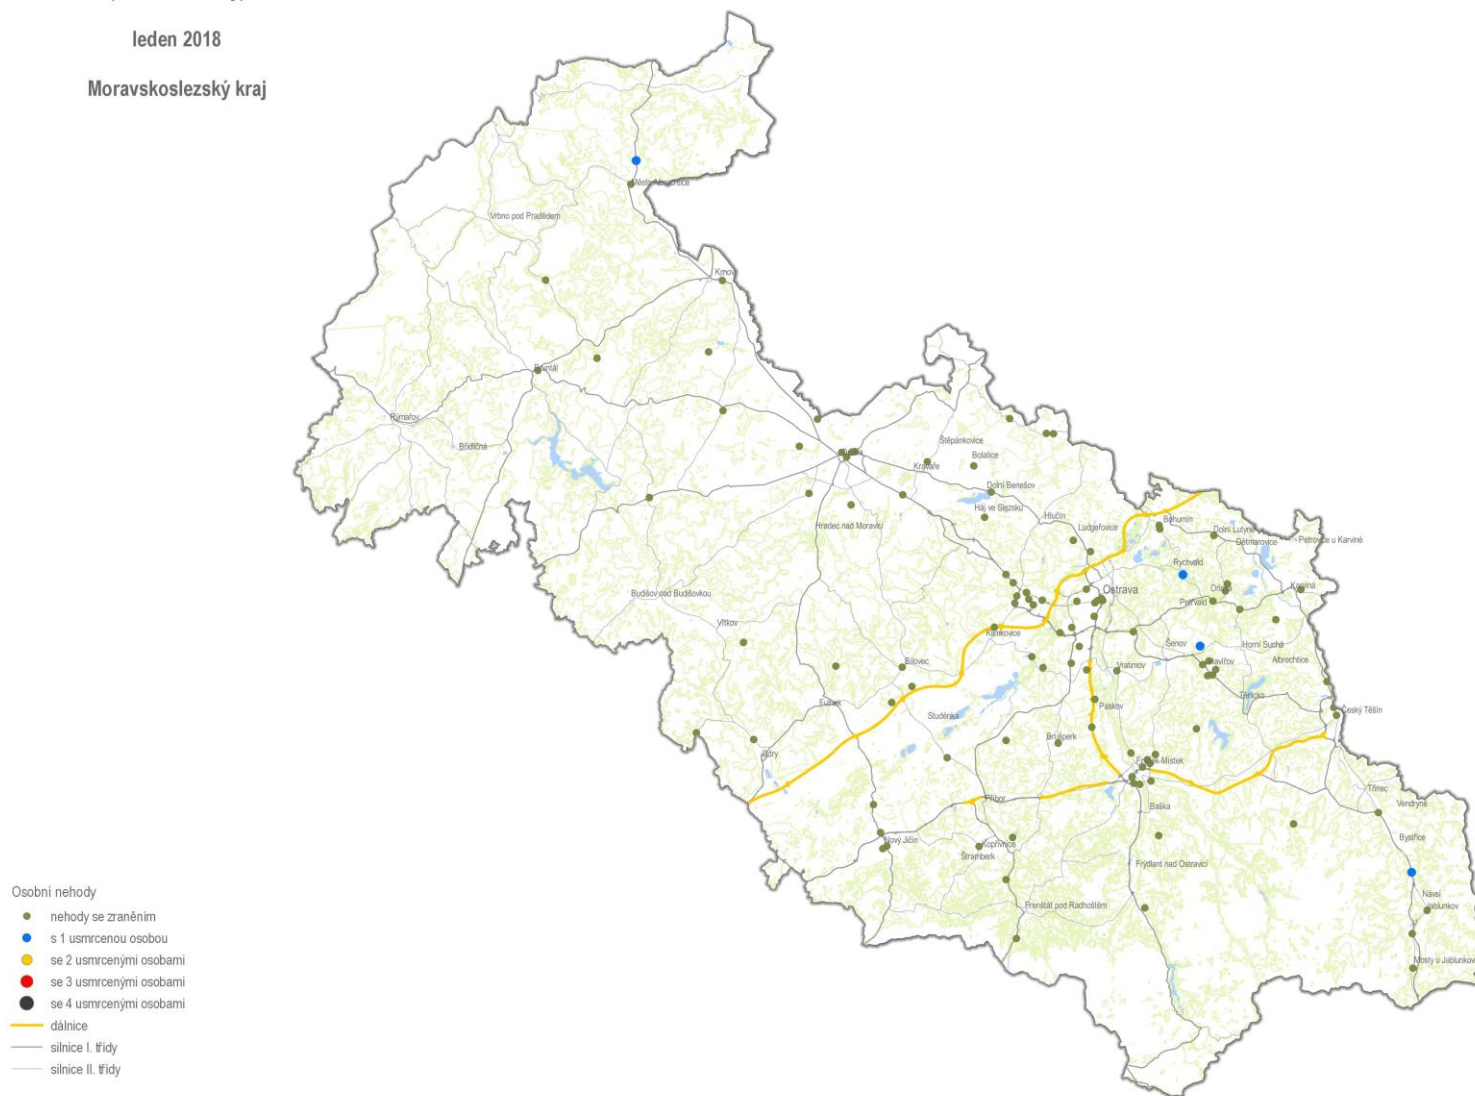 leden 2018
Moravskoslezský kraj
Vrbno pod Pradědem
Krnov
Rýmařov
Břidličná
Štěpánkovice
Kravaře
Bolatice
Dolní Benešov
Háj ve Slezsku
Hlučín
Ludgeřovice
Hradec nad Moravicí
Bohumín
Dolní Lutyně
Dětmarovice
Petrovice u Karviné
Rychvald
Orlová
Karviná
Petřvald
Ostrava
Budišov nad Budišovkou
Vítkov
Klimkovice
Šenov
Horní Suchá
Havířov
Albrechtice
Bílovec
Vratimov
Těrlicko
Fulnek
Studénka
Paskov
Český Těšín
Odry
Brušperk
Frýdek-Místek
Příbor
Baška
Třinec
Vendryně
Bystřice
Nový Jičín
Kopřivnice
Štramberk
Frýdlant nad Ostravicí
Návsí
Jablunkov
Frenštát pod Radhoštěm
Mosty u Jablunkov
Osobní nehody
nehody se zraněním
s 1 usmrcenou osobou
se 2 usmrcenými osobami
se 3 usmrcenými osobami
se 4 usmrcenými osobami
dálnice
silnice I. třídy
silnice II. třídy